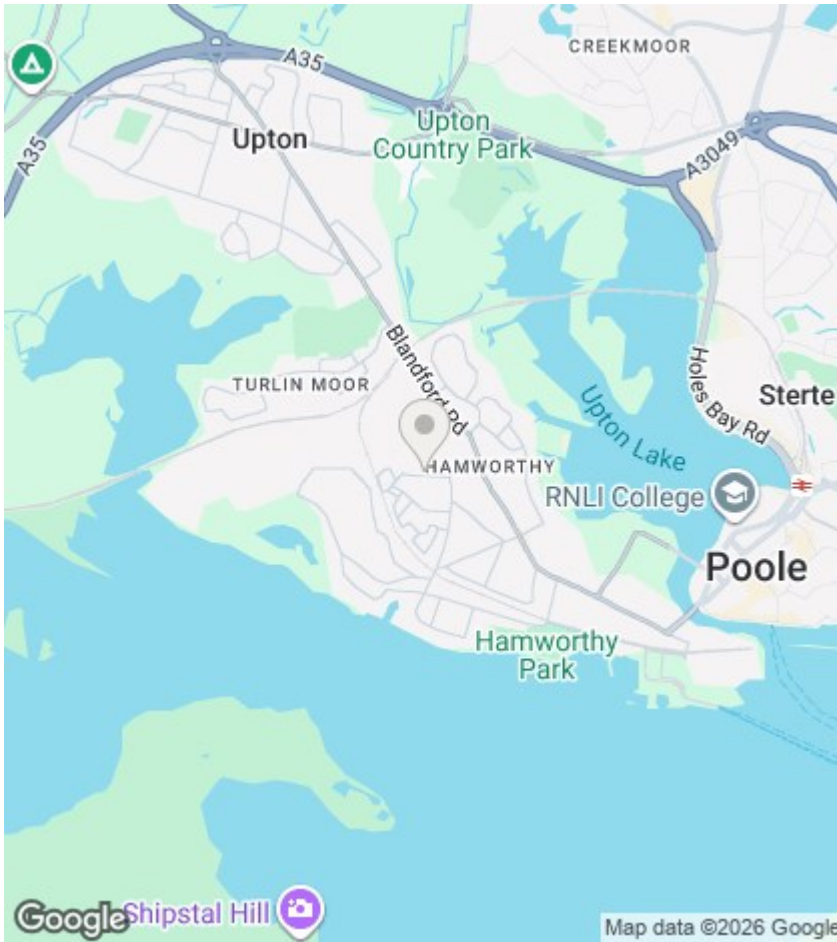 CREEKMOOR
A35
Upton
Country Park
Upton
A3049
A35
Blandford Rd
TURLIN MOOR
Holes Bay Rd
Sterte
Upton Lake
HAMWORTHY
RNLI College
Poole
Hamworthy
Park
Shipstal Hill
Google
Map data ©2026 Google